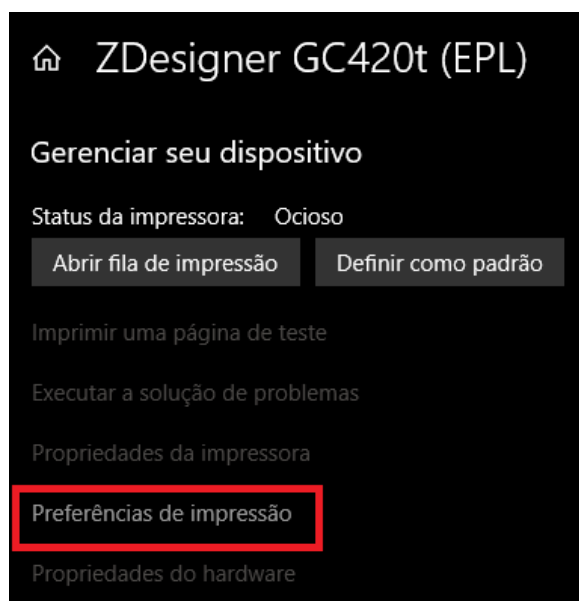 ZDesigner GC420t (EPL)
Gerenciar seu dispositivo
Status da impressora: Ocioso
Abrir fila de impressão Definir como padrão
Imprimir uma página de teste
Executar a solução de problemas
Propriedades da impressora
Preferências de impressão
Propriedades do hardware